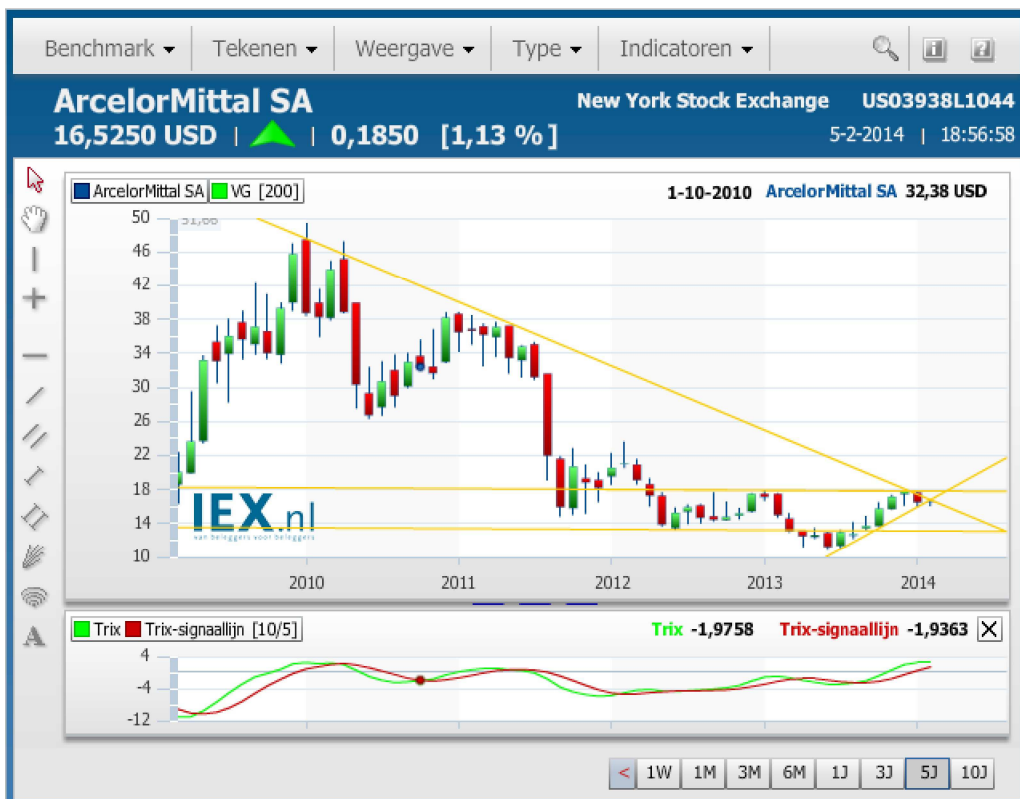 Benchmark Tekenen Weergave Type Indicatoren
ArcelorMittal SA New York Stock Exchange US03938L1044
16,5250 USD | | 0,1850 [1,13 %] 5-2-2014 | 18:56:58
ArcelorMittal SA VG [200] 1-10-2010 ArcelorMittal SA 32,38 USD
50
46
42
38
34
30
26
22
18
14
10
IEX.nl
van beleggers voor beleggers
2010 2011 2012 2013 2014
Trix Trix-signaallijn [10/5] Trix -1,9758 Trix-signaallijn -1,9363 X
4
-4
-12
A
< 1W 1M 3M 6M 1J 3J 5J 10J